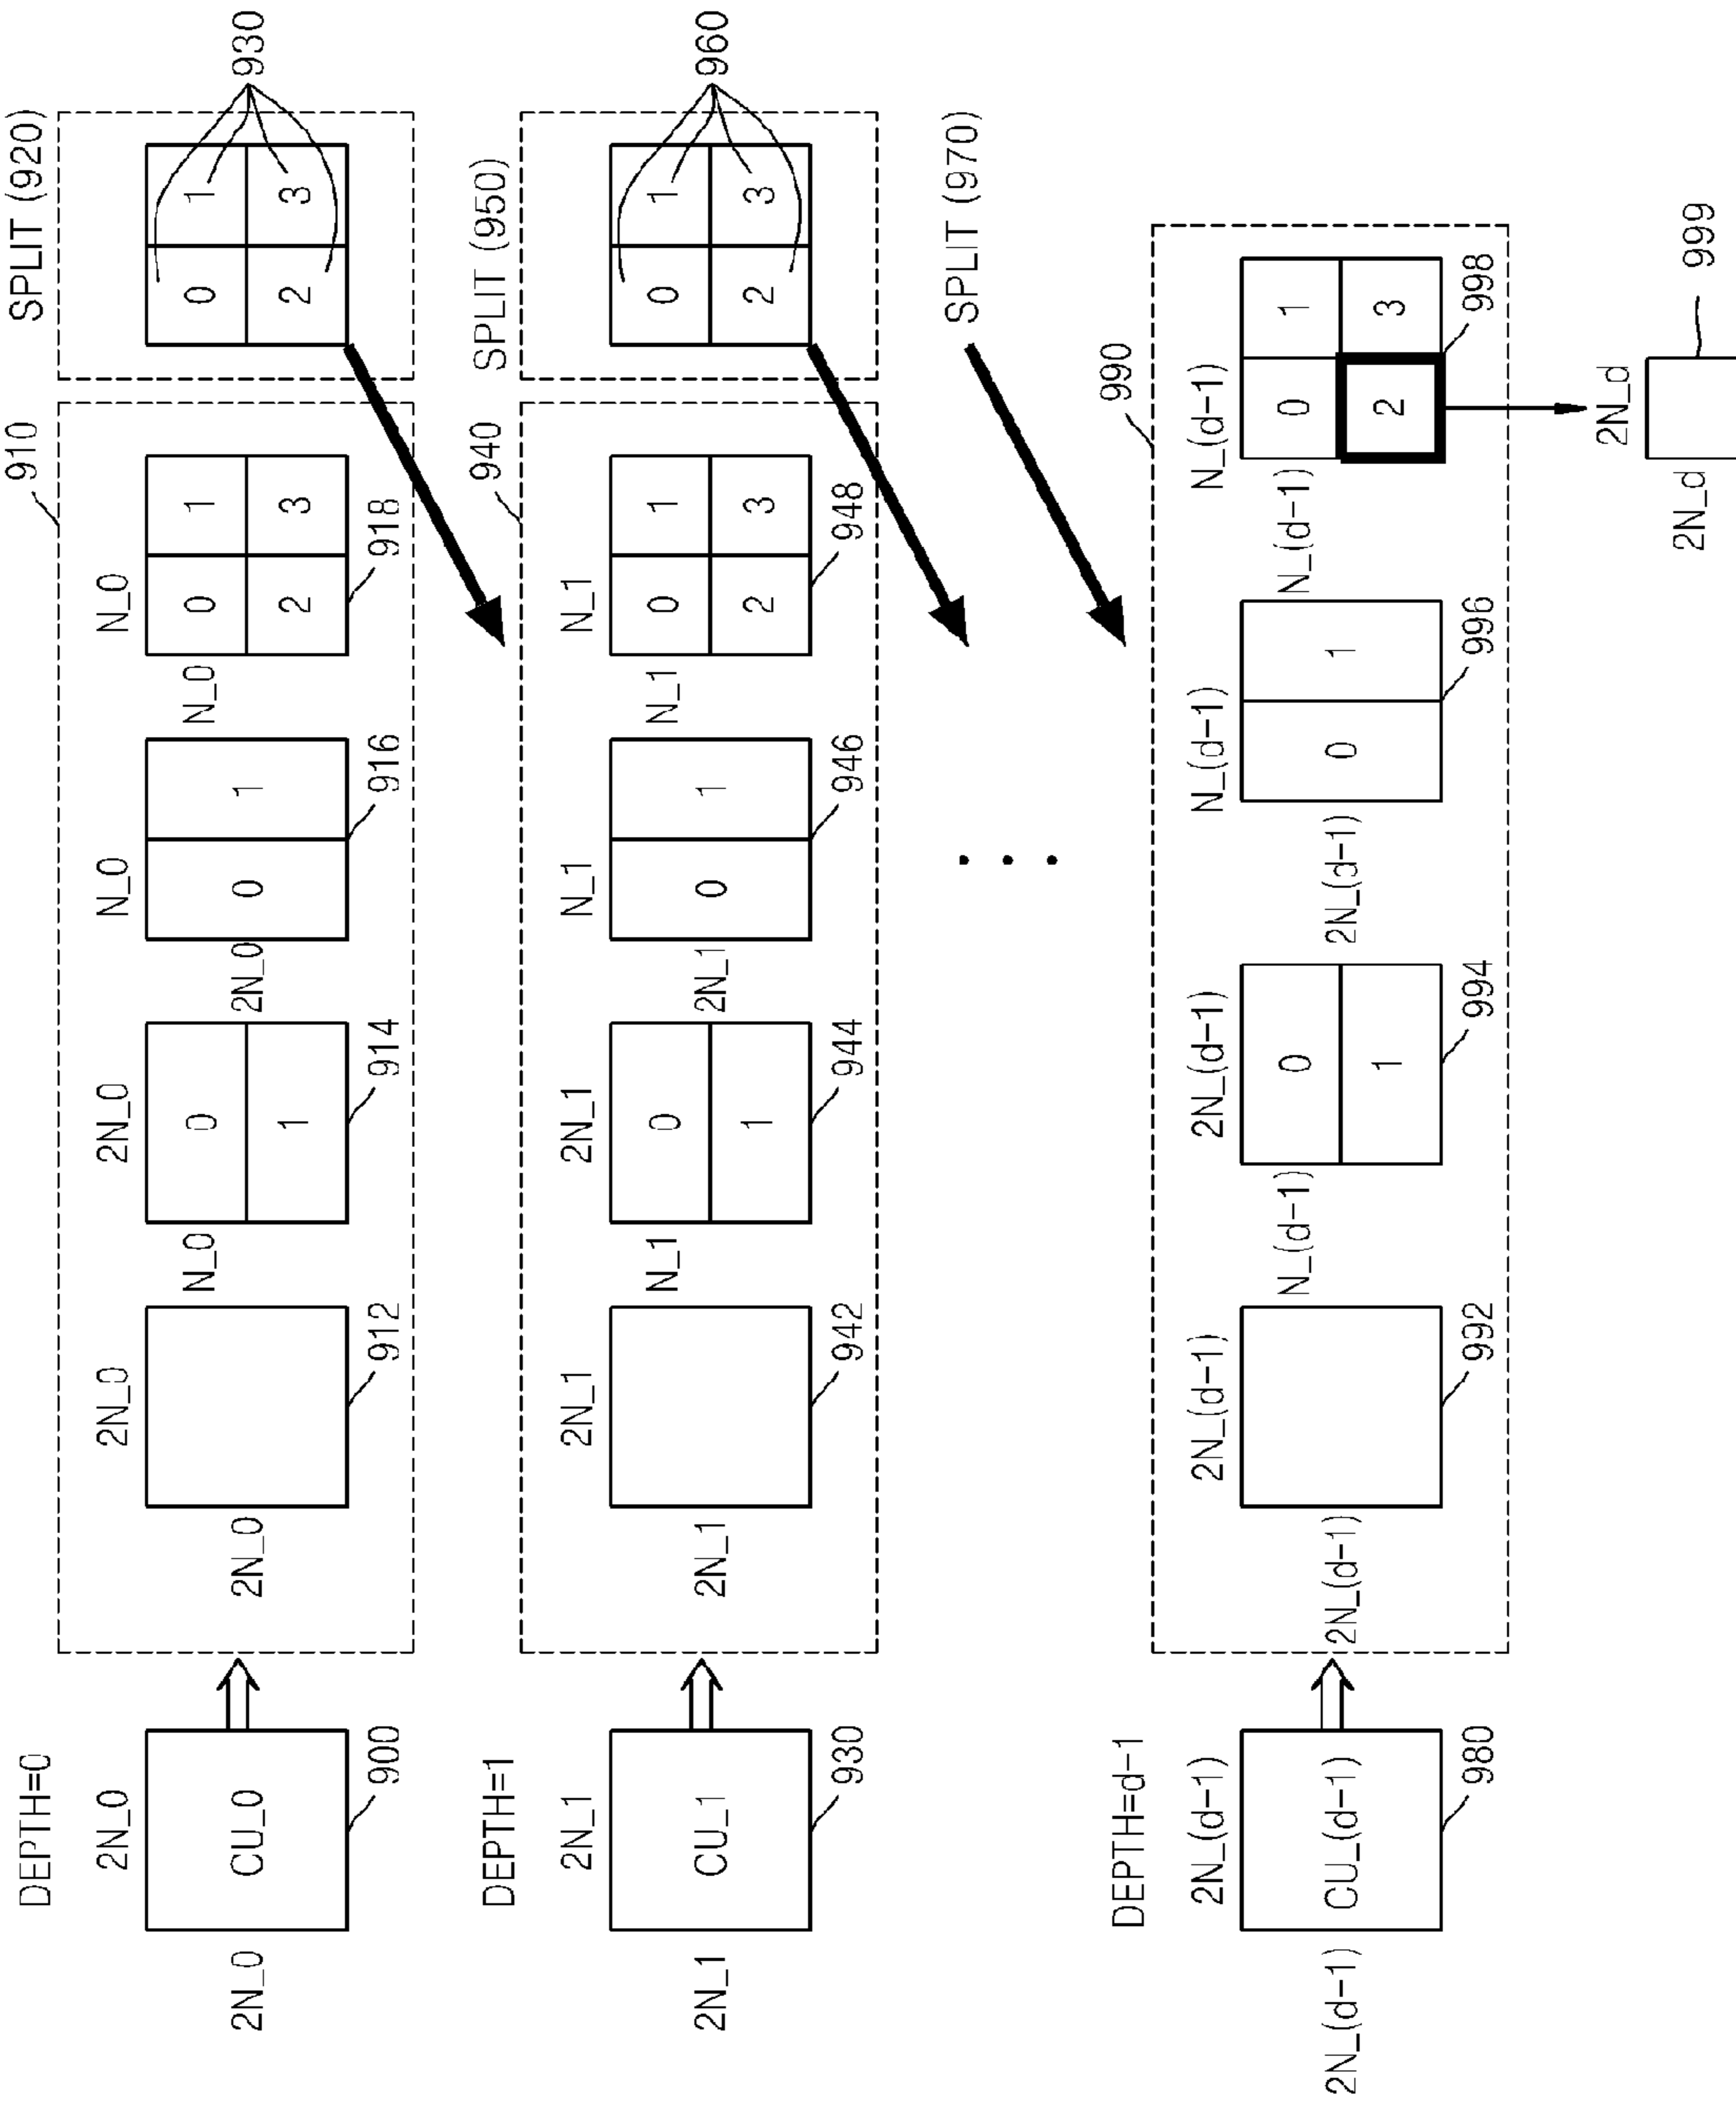 DEPTH=0
2N_0
2N_0
CU_0
900
910
2N_0
2N_0
912
2N_0
N_0
0
1
914
N_0
2N_0
0
1
916
N_0
N_0
0
1
2
3
918
SPLIT (920)
0
1
2
3
930
DEPTH=1
2N_1
2N_1
CU_1
930
940
2N_1
2N_1
942
2N_1
N_1
0
1
944
N_1
2N_1
0
1
946
N_1
N_1
0
1
2
3
948
SPLIT (950)
0
1
2
3
960
SPLIT (970)
DEPTH=d-1
2N_(d-1)
2N_(d-1)
CU_(d-1)
980
990
2N_(d-1)
2N_(d-1)
992
2N_(d-1)
N_(d-1)
0
1
994
N_(d-1)
2N_(d-1)
0
1
996
N_(d-1)
N_(d-1)
0
1
2
3
998
2N_d
2N_d
999